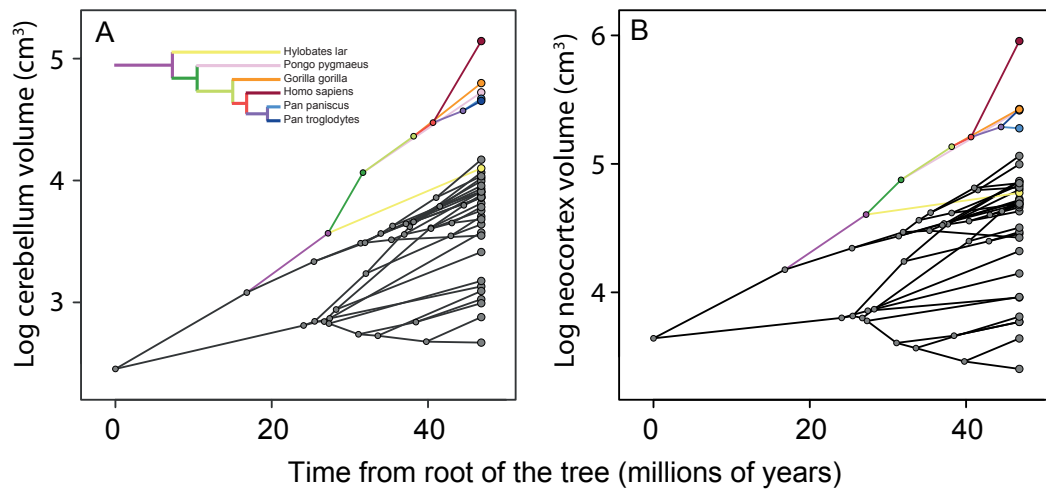 A
B
Log cerebellum volume (cm³)
5
4
3
Hylobates lar
Pongo pygmaeus
Gorilla gorilla
Homo sapiens
Pan paniscus
Pan troglodytes
0
20
40
Log neocortex volume (cm³)
6
5
4
0
20
40
Time from root of the tree (millions of years)